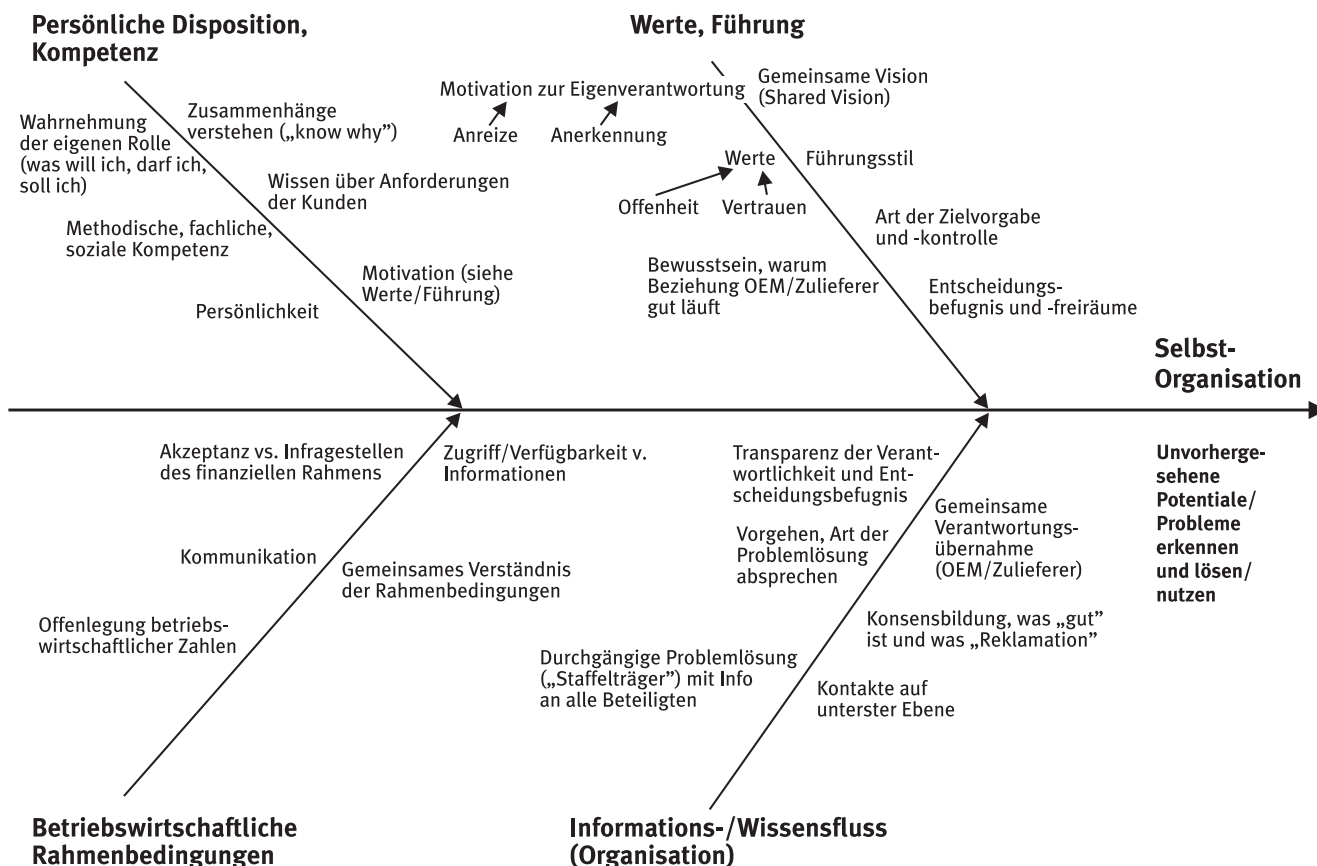 Persönliche Disposition,
Kompetenz
Wahrnehmung
der eigenen Rolle
(was will ich, darf ich,
soll ich)
Zusammenhänge
verstehen („know why”)
Wissen über Anforderungen
der Kunden
Methodische, fachliche,
soziale Kompetenz
Motivation (siehe
Werte/Führung)
Persönlichkeit
Werte, Führung
Motivation zur Eigenverantwortung
Anreize
Anerkennung
Gemeinsame Vision
(Shared Vision)
Werte
Offenheit
Vertrauen
Führungsstil
Art der Zielvorgabe
und -kontrolle
Bewusstsein, warum
Beziehung OEM/Zulieferer
gut läuft
Entscheidungs-
befugnis und -freiräume
Selbst-
Organisation
Unvorherge-
sehene
Potentiale/
Probleme
erkennen
und lösen/
nutzen
Akzeptanz vs. Infragestellen
des finanziellen Rahmens
Zugriff/Verfügbarkeit v.
Informationen
Kommunikation
Gemeinsames Verständnis
der Rahmenbedingungen
Offenlegung betriebs-
wirtschaftlicher Zahlen
Betriebswirtschaftliche
Rahmenbedingungen
Transparenz der Verant-
wortlichkeit und Ent-
scheidungsbefugnis
Gemeinsame
Verantwortungs-
übernahme
(OEM/Zulieferer)
Vorgehen, Art der
Problemlösung
absprechen
Konsensbildung, was „gut”
ist und was „Reklamation”
Durchgängige Problemlösung
(„Staffelträger”) mit Info
an alle Beteiligten
Kontakte auf
unterster Ebene
Informations-/Wissensfluss
(Organisation)